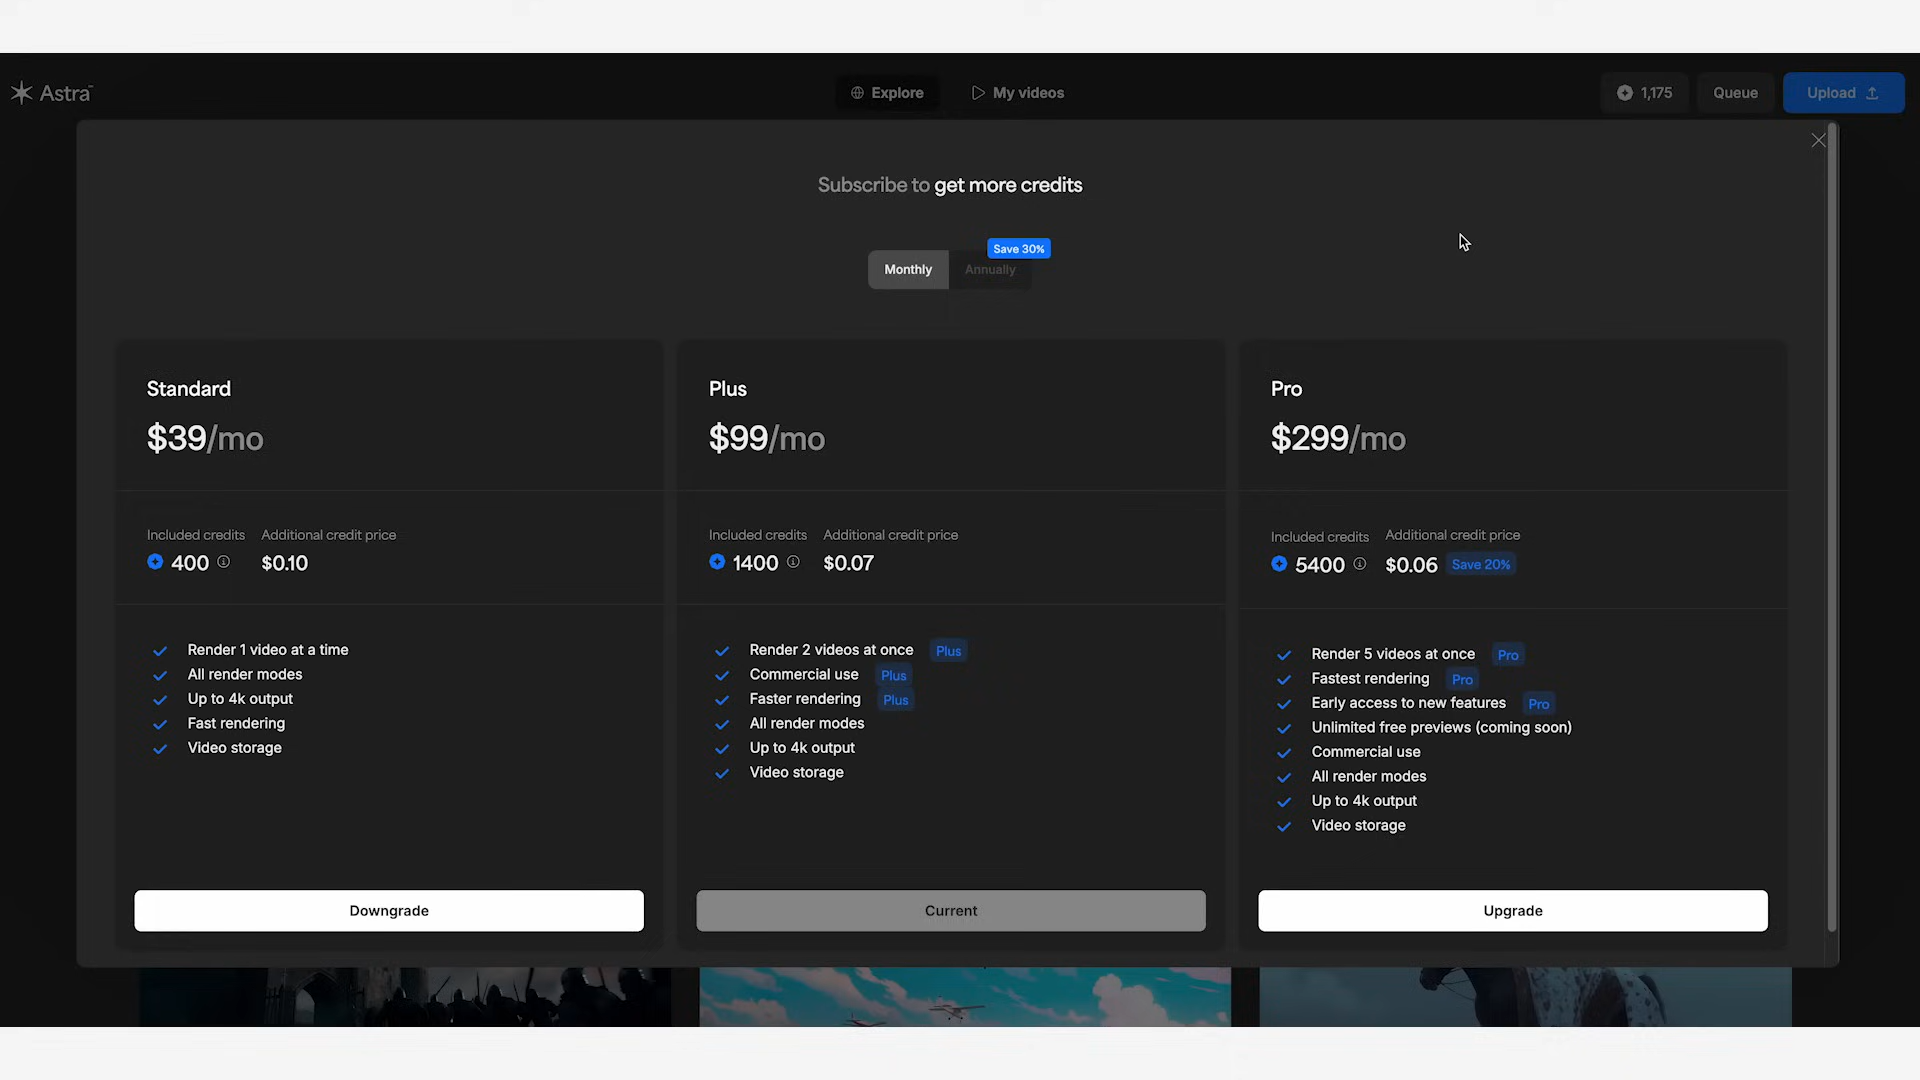 Astra™
Explore
My videos
1,175
Queue
Upload
Subscribe to get more credits
Save 30%
Monthly
Annually
Standard
$39/mo
Included credits
Additional credit price
400
$0.10
Render 1 video at a time
All render modes
Up to 4k output
Fast rendering
Video storage
Downgrade
Plus
$99/mo
Included credits
Additional credit price
1400
$0.07
Render 2 videos at once Plus
Commercial use Plus
Faster rendering Plus
All render modes
Up to 4k output
Video storage
Current
Pro
$299/mo
Included credits
Additional credit price
5400
$0.06 Save 20%
Render 5 videos at once Pro
Fastest rendering Pro
Early access to new features Pro
Unlimited free previews (coming soon)
Commercial use
All render modes
Up to 4k output
Video storage
Upgrade